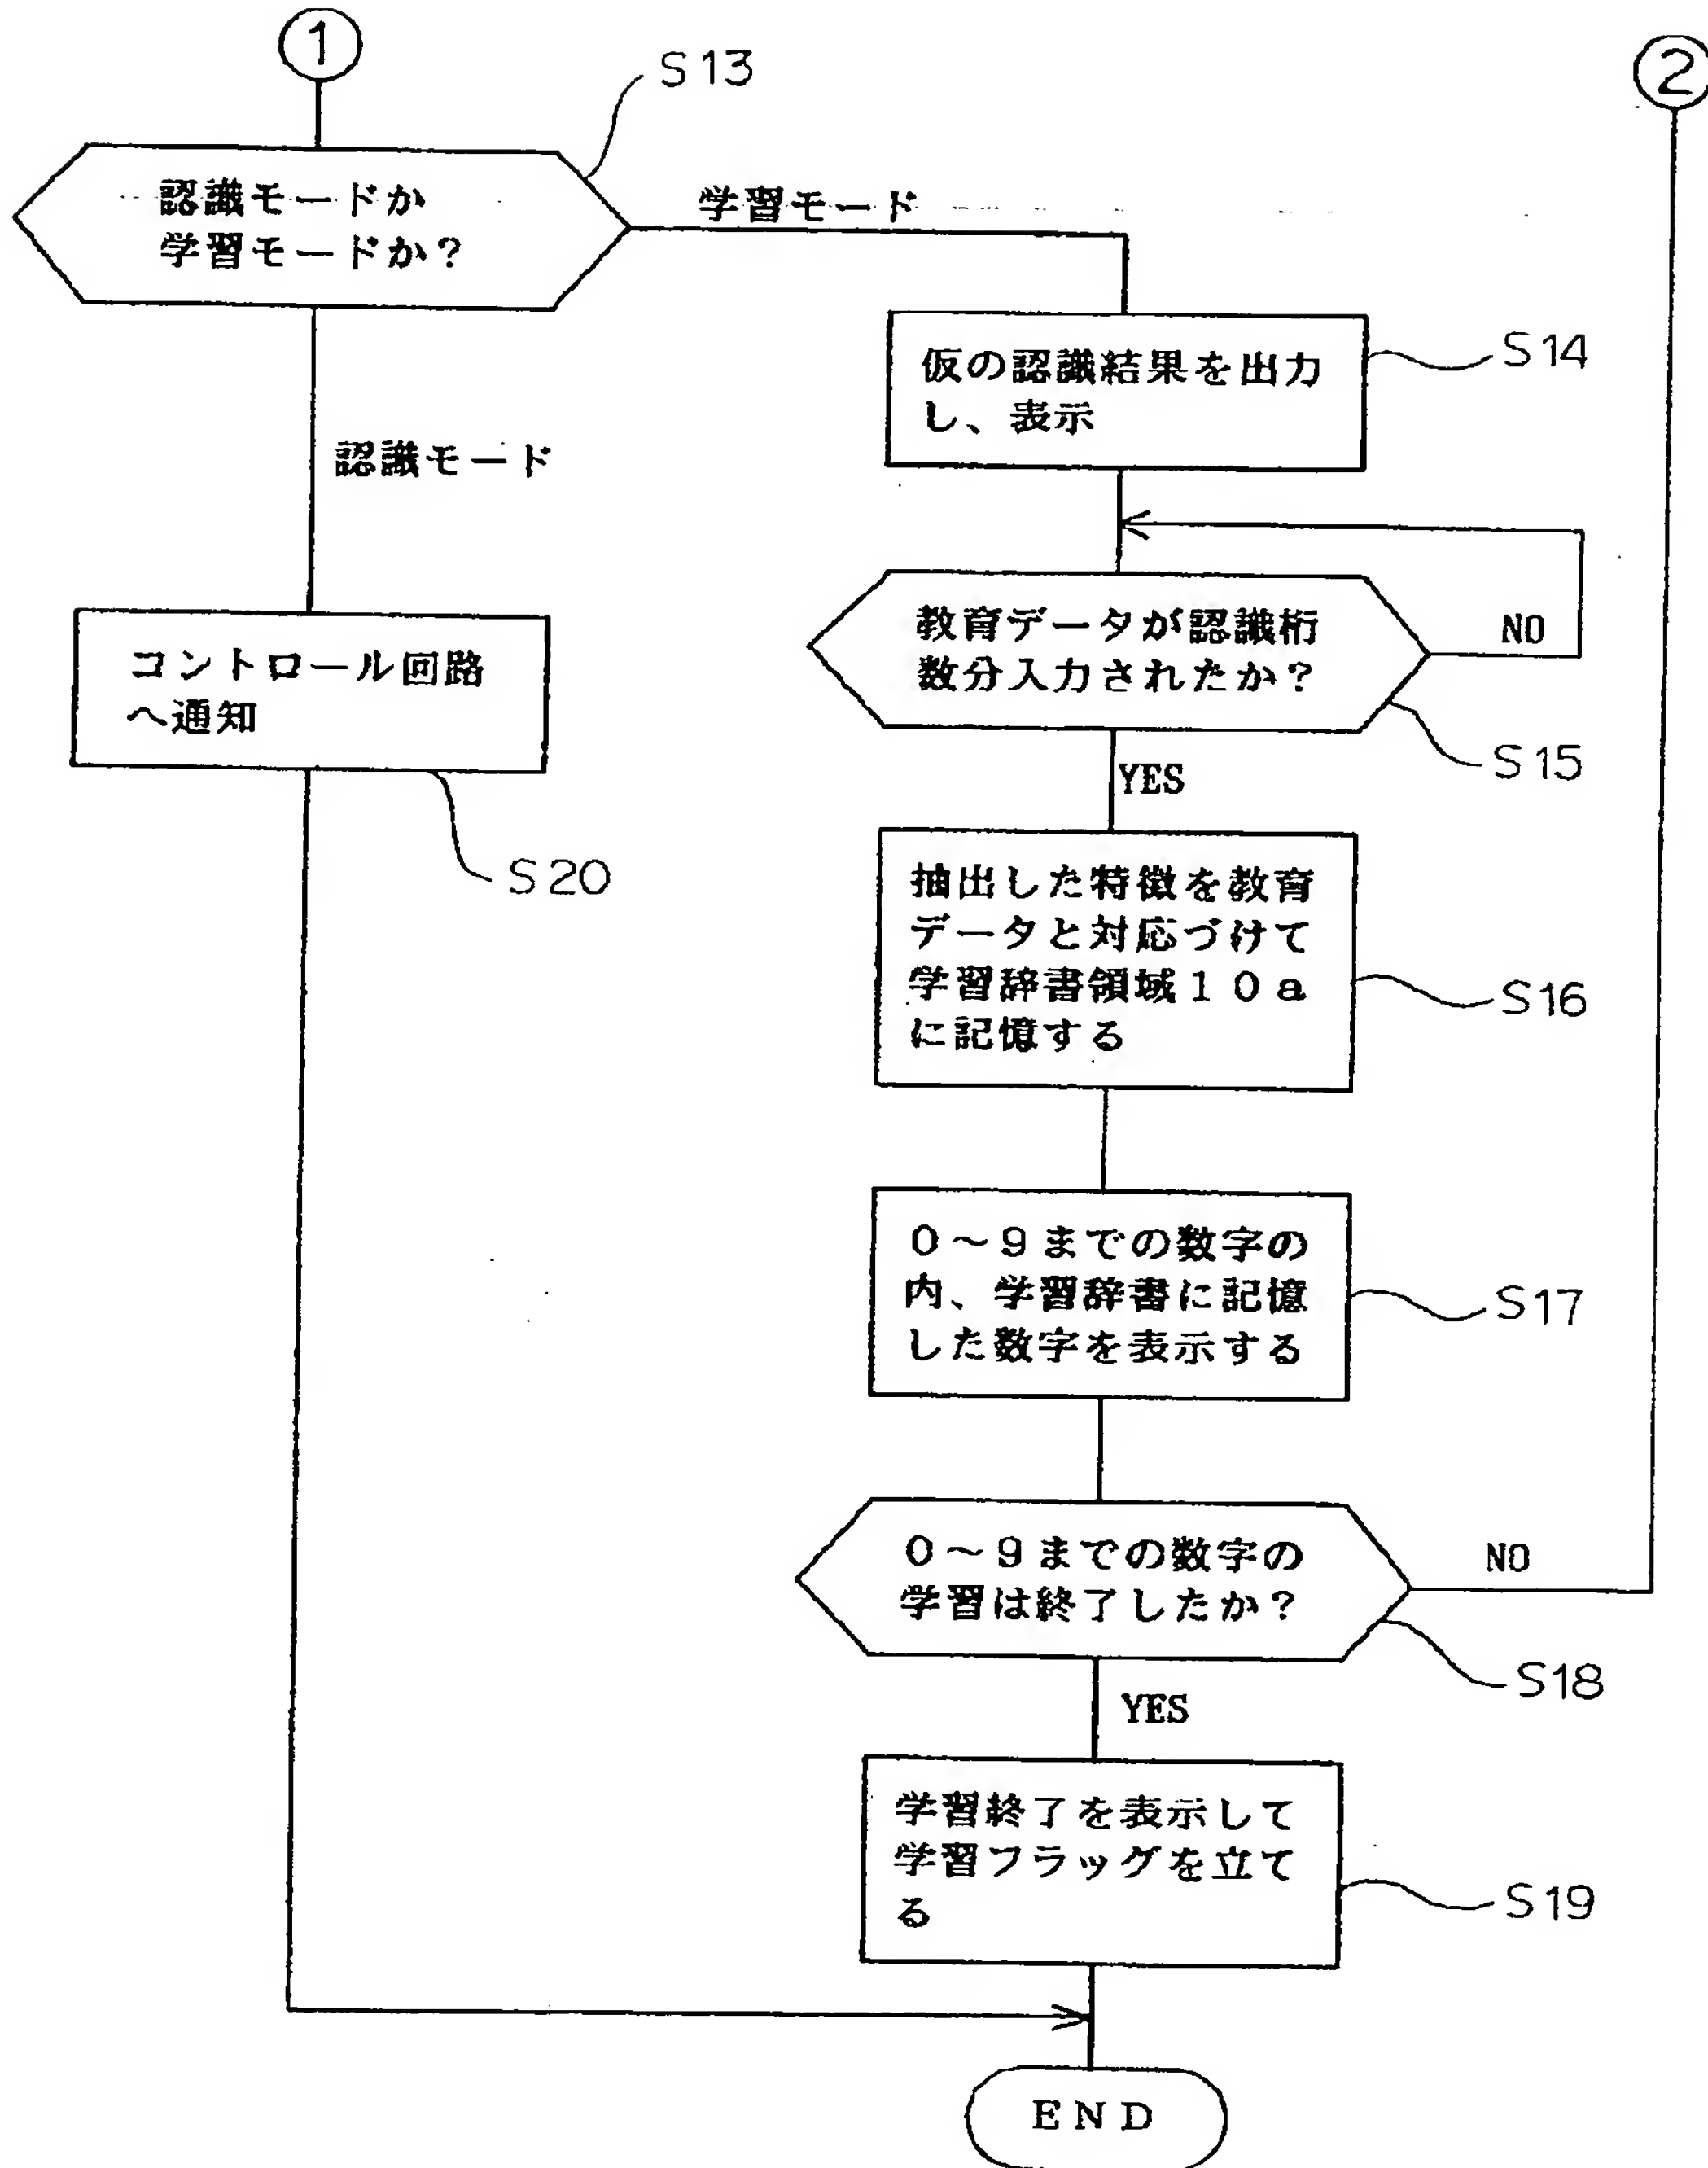 1
S13
2
認識モードか
学習モードか?
学習モード
仮の認識結果を出力
し、表示
S14
認識モード
教育データが認識桁
数分入力されたか?
NO
S15
コントロール回路
へ通知
S20
YES
抽出した特徴を教育
データと対応づけて
学習辞書領域10a
に記憶する
S16
0~9までの数字の
内、学習辞書に記憶
した数字を表示する
S17
0~9までの数字の
学習は終了したか?
NO
S18
YES
学習終了を表示して
学習フラッグを立て
る
S19
END